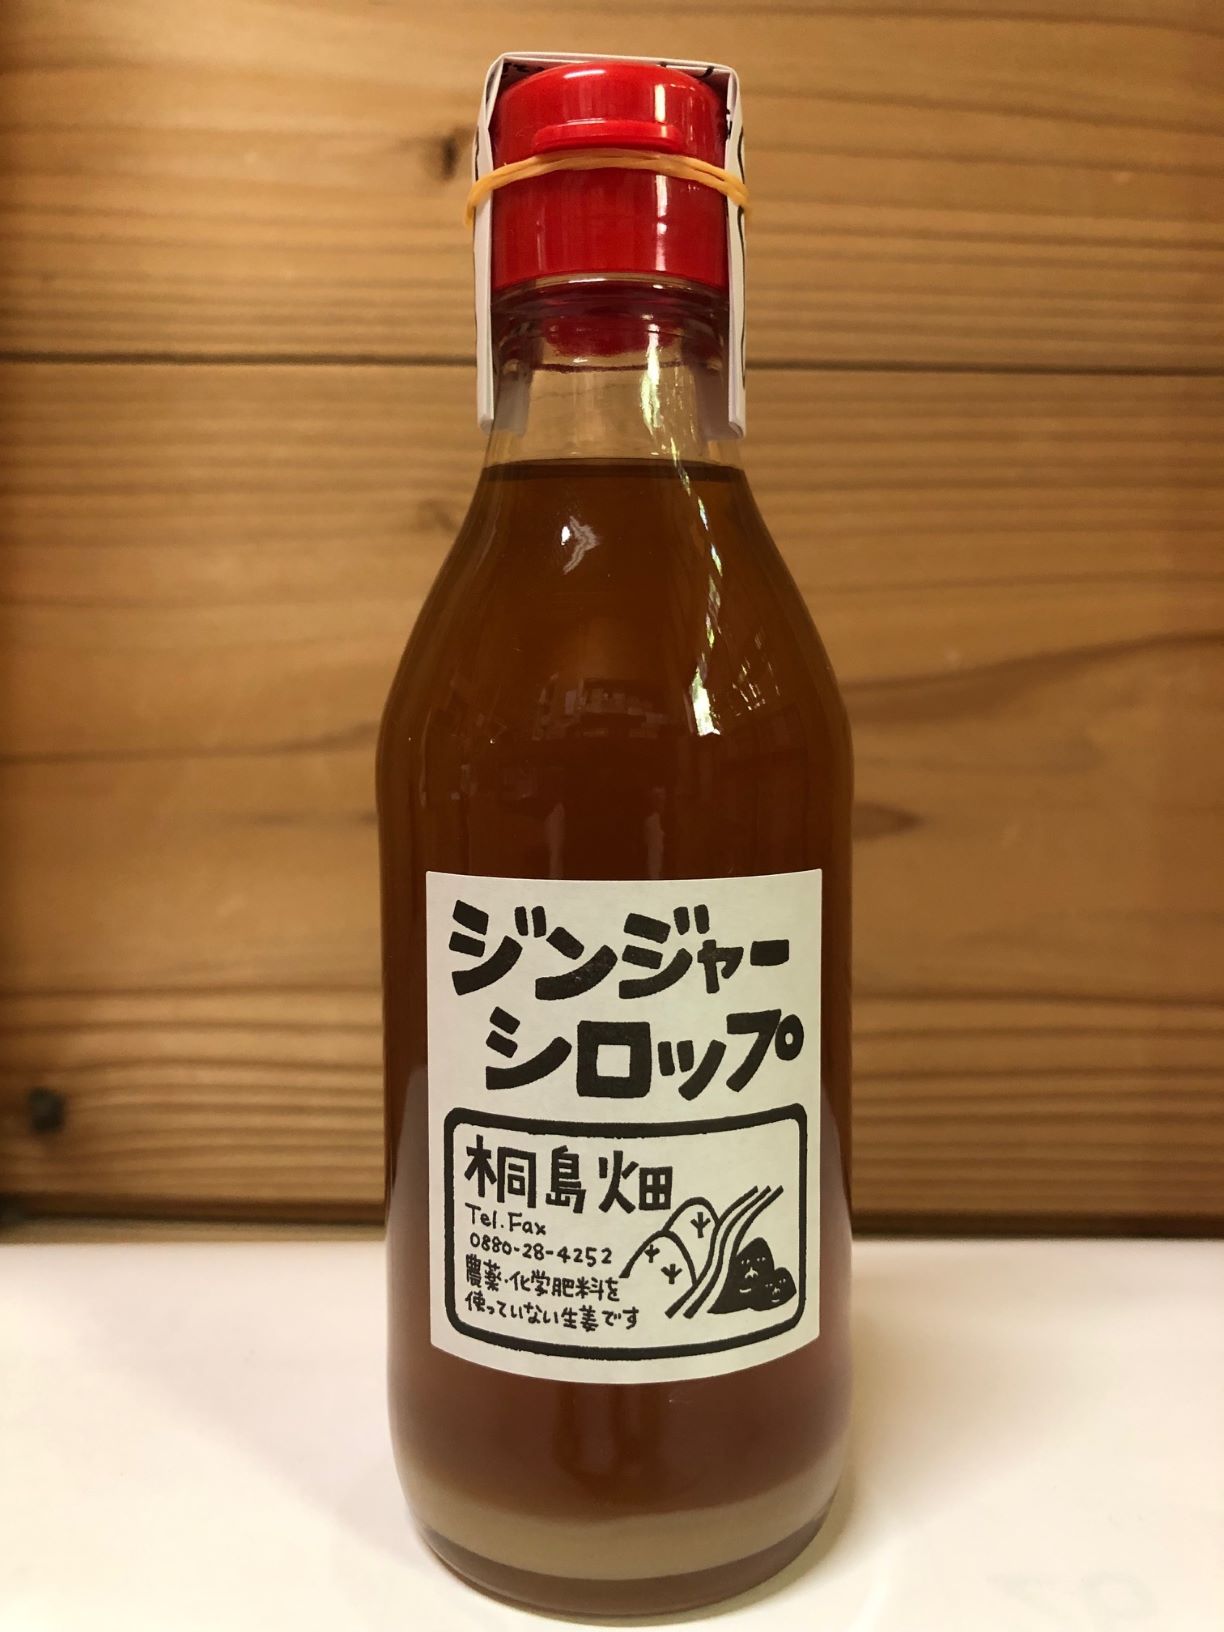 ジンジャー
シロップ
桐島畑
Tel.Fax
0880-28-4252
農薬・化学肥料を
使っていない生姜です